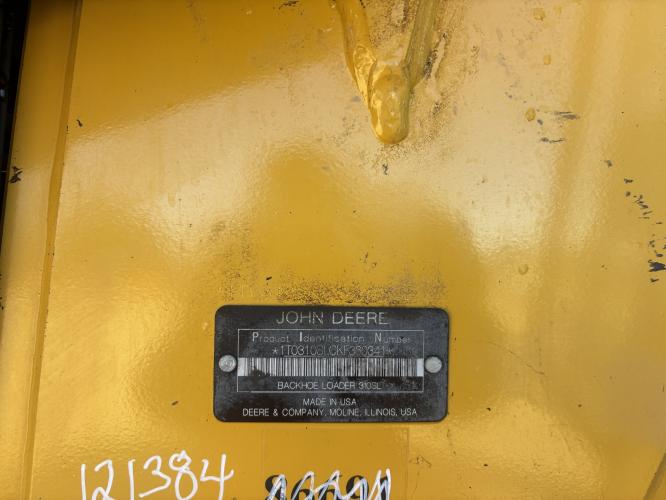 JOHN DEERE
Product Identification Number
BACKHOE LOADER 310SL
MADE IN USA
DEERE & COMPANY, MOLINE, ILLINOIS, USA
121384